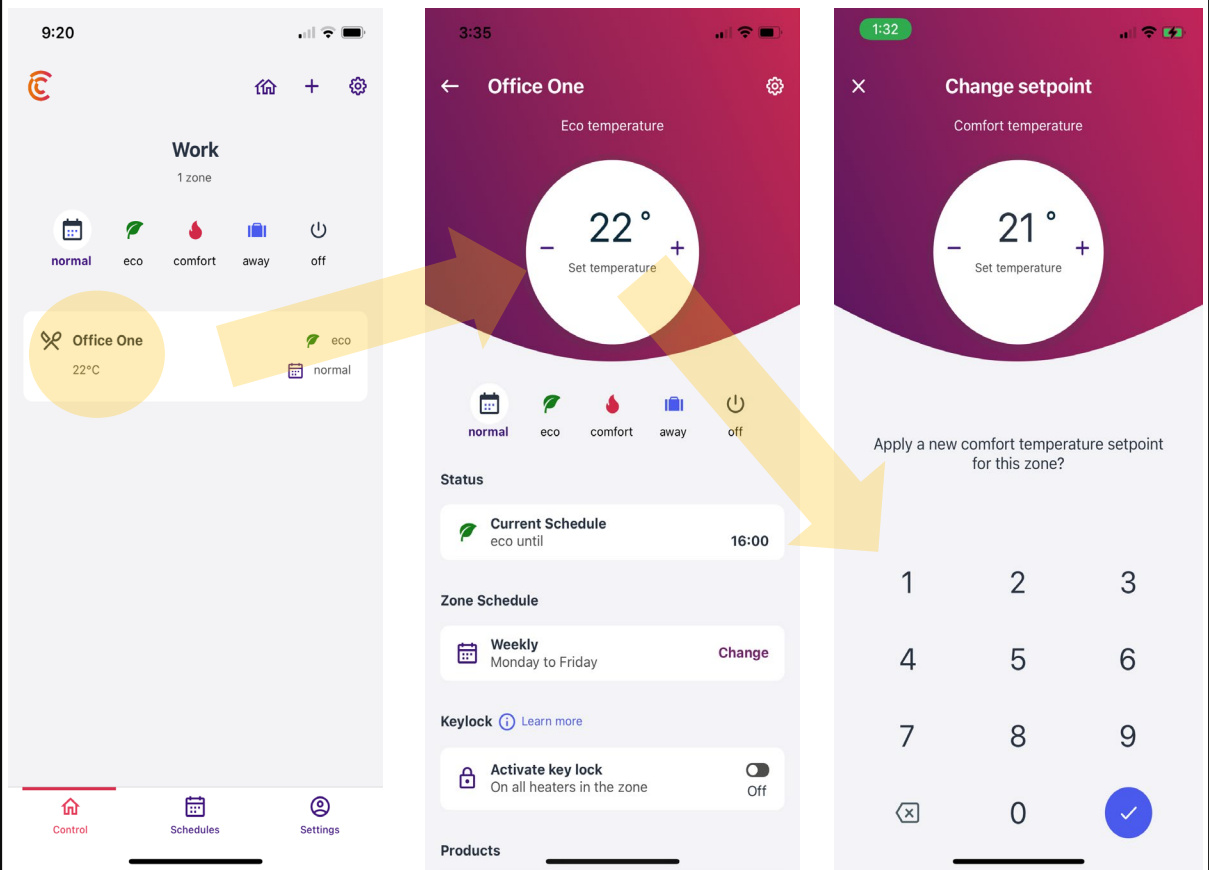 9:20
Work
1 zone
normal
eco
comfort
away
off
Office One
eco
22°C
normal
Control
Schedules
Settings
3:35
Office One
Eco temperature
22°
−
+
Set temperature
normal
eco
comfort
away
off
Status
Current Schedule
eco until
16:00
Zone Schedule
Weekly
Monday to Friday
Change
Keylock
Learn more
Activate key lock
On all heaters in the zone
Off
Products
1:32
Change setpoint
Comfort temperature
21°
−
+
Set temperature
Apply a new comfort temperature setpoint
for this zone?
1 2 3
4 5 6
7 8 9
0